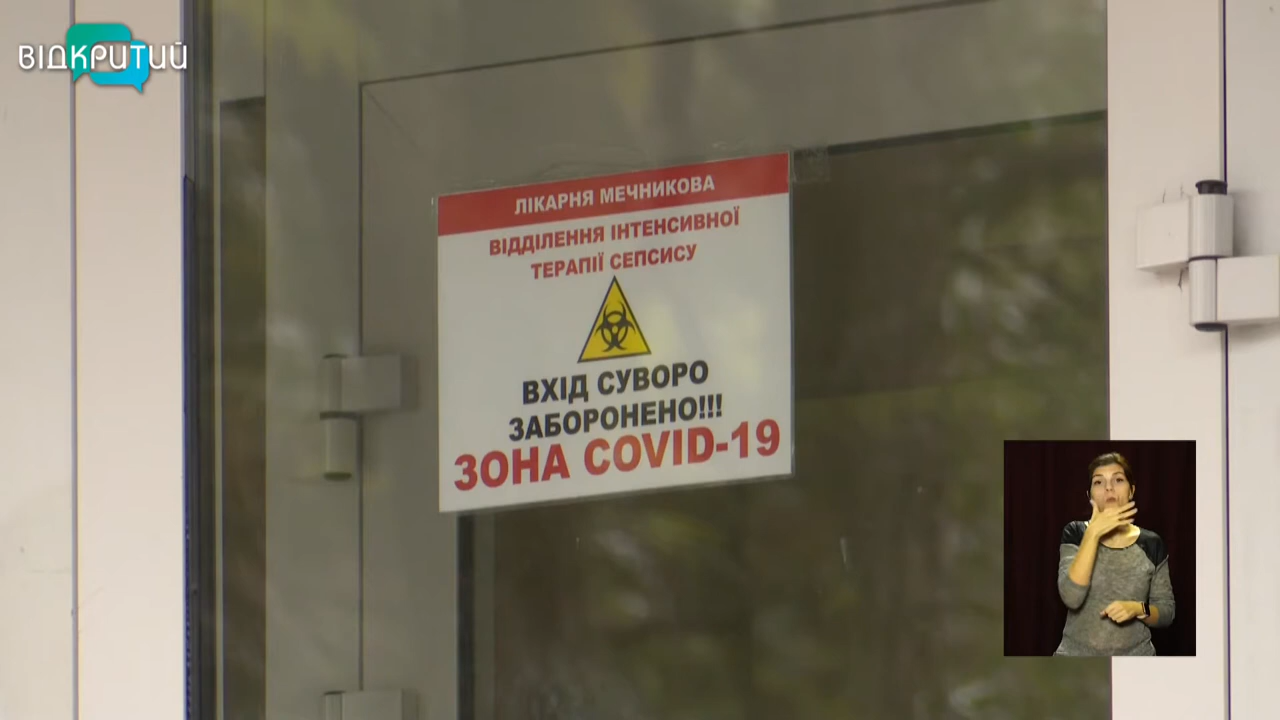 ВІДКРИТИЙ
ЛІКАРНЯ МЕЧНИКОВА
ВІДДІЛЕННЯ ІНТЕНСИВНОЇ
ТЕРАПІЇ СЕПСИСУ
ВХІД СУВОРО
ЗАБОРОНЕНО!!!
ЗОНА COVID-19